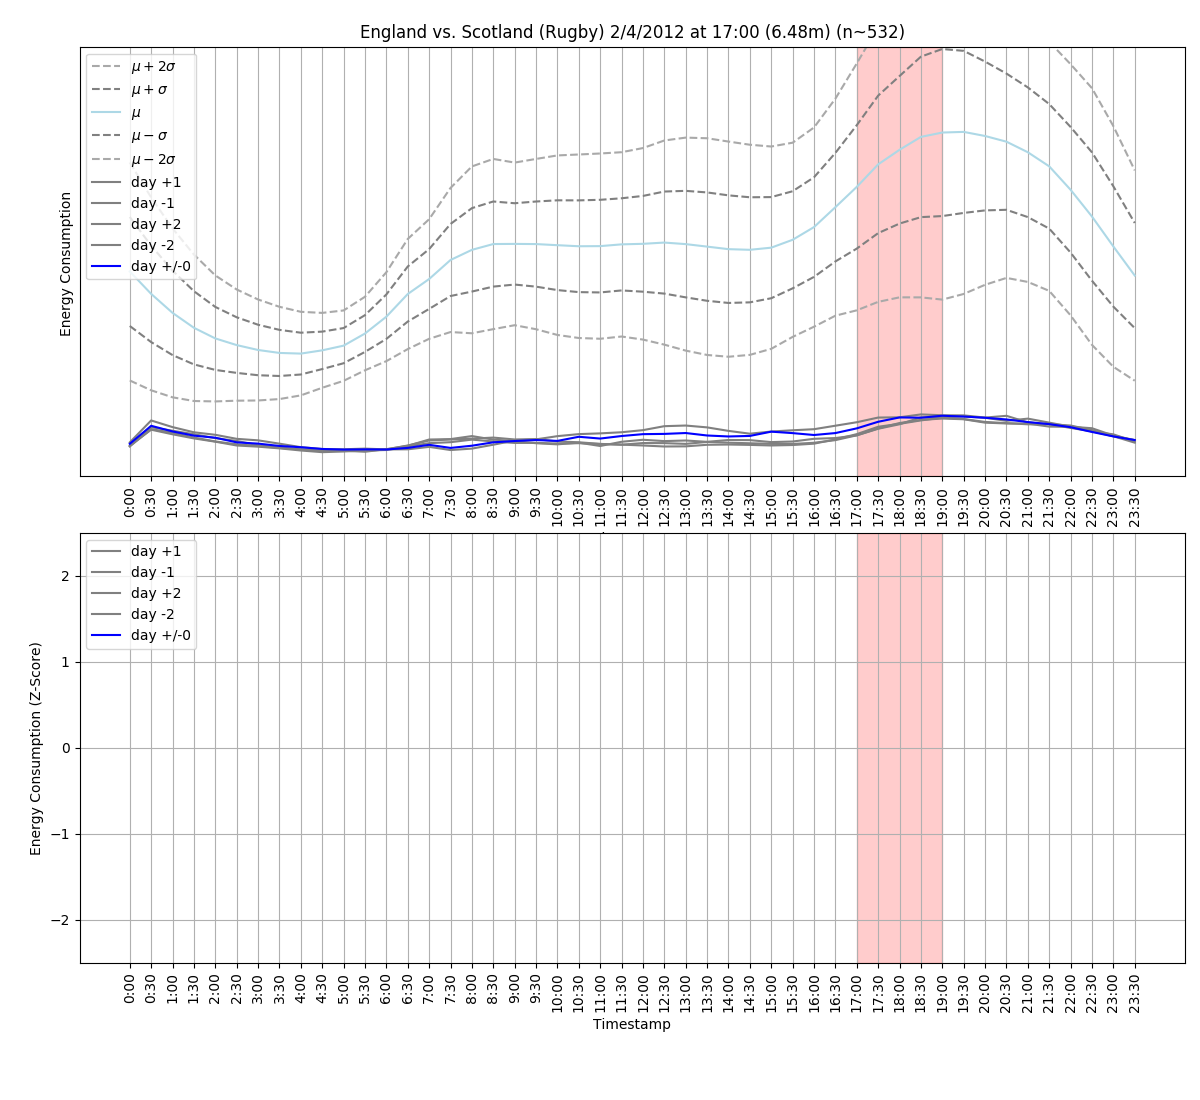 England vs. Scotland (Rugby) 2/4/2012 at 17:00 (6.48m) (n~532)
Energy Consumption
μ + 2σ
μ + σ
μ
μ − σ
μ − 2σ
day +1
day -1
day +2
day -2
day +/-0
0:00 0:30 1:00 1:30 2:00 2:30 3:00 3:30 4:00 4:30 5:00 5:30 6:00 6:30 7:00 7:30 8:00 8:30 9:00 9:30 10:00 10:30 11:00 11:30 12:00 12:30 13:00 13:30 14:00 14:30 15:00 15:30 16:00 16:30 17:00 17:30 18:00 18:30 19:00 19:30 20:00 20:30 21:00 21:30 22:00 22:30 23:00 23:30
Energy Consumption (Z-Score)
day +1
day -1
day +2
day -2
day +/-0
2
1
0
−1
−2
0:00 0:30 1:00 1:30 2:00 2:30 3:00 3:30 4:00 4:30 5:00 5:30 6:00 6:30 7:00 7:30 8:00 8:30 9:00 9:30 10:00 10:30 11:00 11:30 12:00 12:30 13:00 13:30 14:00 14:30 15:00 15:30 16:00 16:30 17:00 17:30 18:00 18:30 19:00 19:30 20:00 20:30 21:00 21:30 22:00 22:30 23:00 23:30
Timestamp